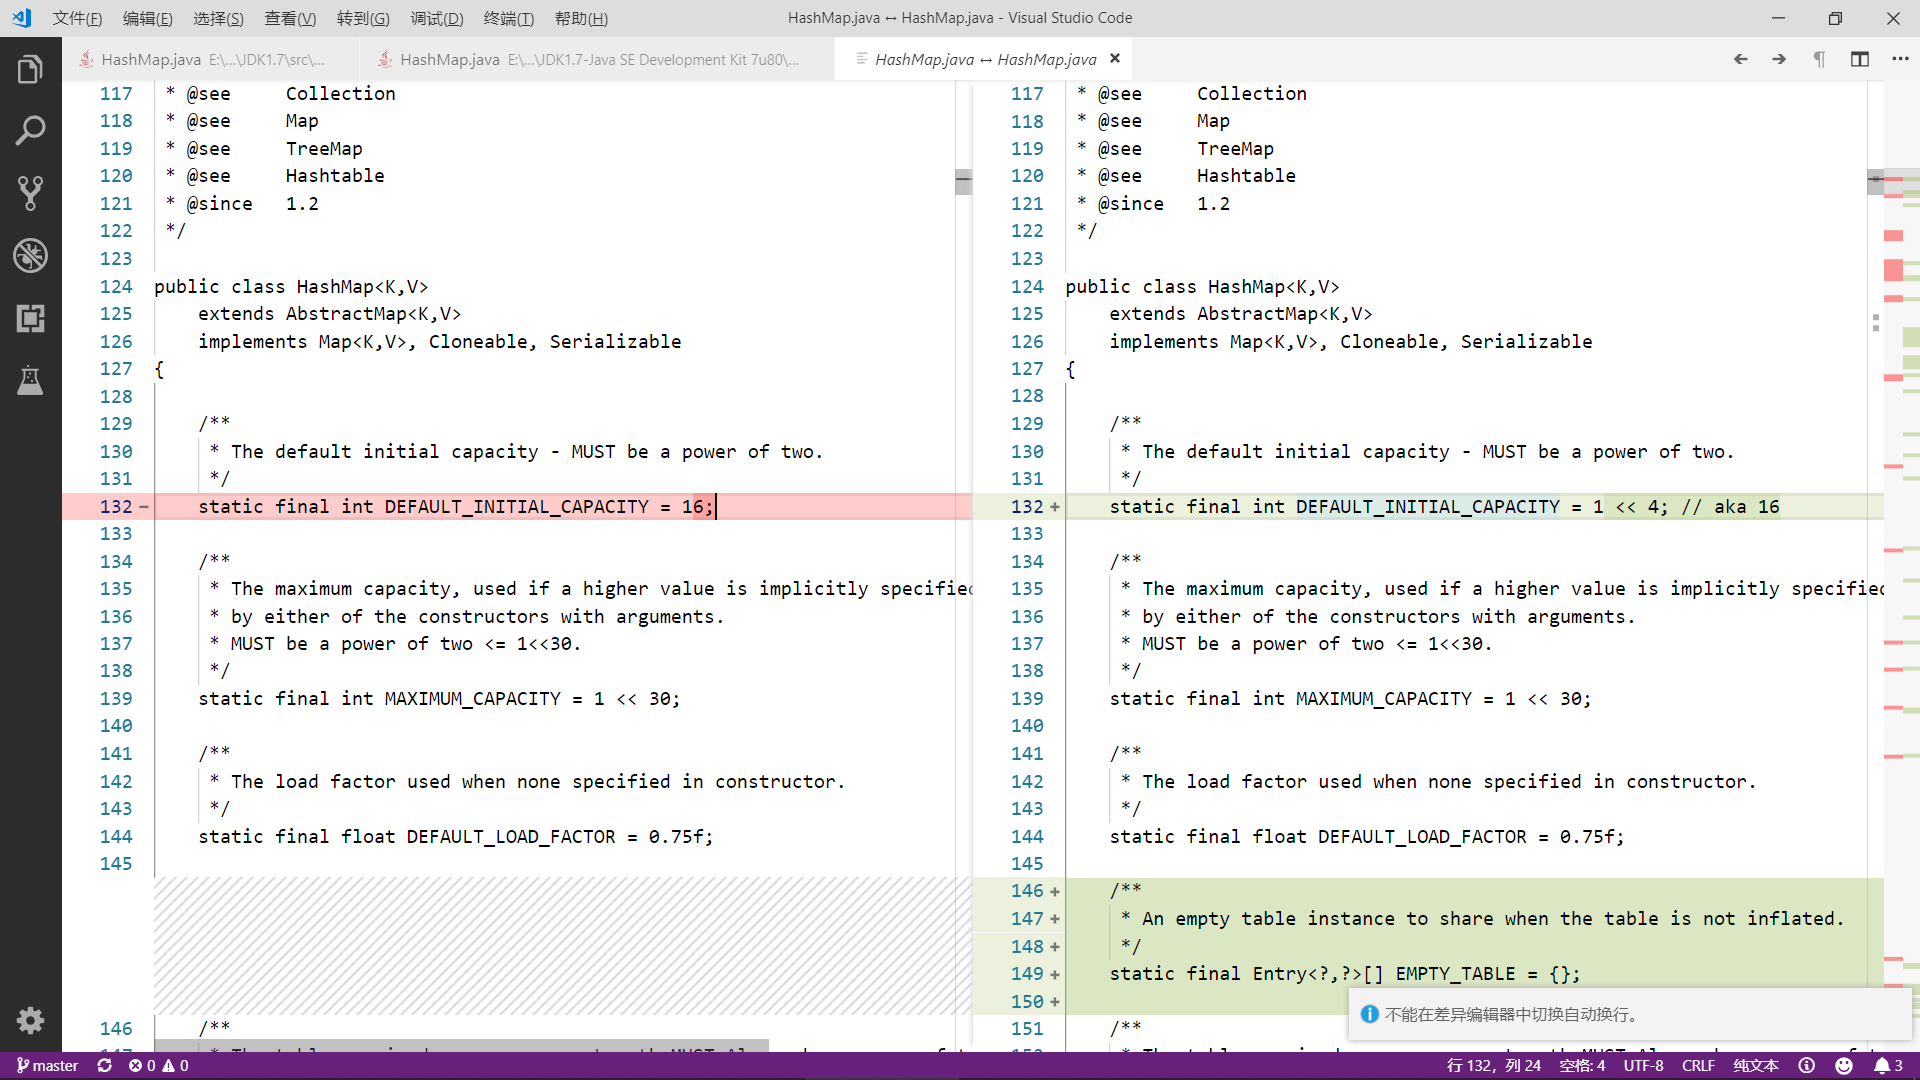 文件(F) 编辑(E) 选择(S) 查看(V) 转到(G) 调试(D) 终端(T) 帮助(H) HashMap.java ↔ HashMap.java - Visual Studio Code
HashMap.java E:\...\JDK1.7\src\... HashMap.java E:\...\JDK1.7-Java SE Development Kit 7u80\... HashMap.java ↔ HashMap.java
117 * @see Collection
118 * @see Map
119 * @see TreeMap
120 * @see Hashtable
121 * @since 1.2
122 */
123
124 public class HashMap<K,V>
125 extends AbstractMap<K,V>
126 implements Map<K,V>, Cloneable, Serializable
127 {
128
129 /**
130 * The default initial capacity - MUST be a power of two.
131 */
132 - static final int DEFAULT_INITIAL_CAPACITY = 16;
133
134 /**
135 * The maximum capacity, used if a higher value is implicitly specified
136 * by either of the constructors with arguments.
137 * MUST be a power of two <= 1<<30.
138 */
139 static final int MAXIMUM_CAPACITY = 1 << 30;
140
141 /**
142 * The load factor used when none specified in constructor.
143 */
144 static final float DEFAULT_LOAD_FACTOR = 0.75f;
145
146 /**
117 * @see Collection
118 * @see Map
119 * @see TreeMap
120 * @see Hashtable
121 * @since 1.2
122 */
123
124 public class HashMap<K,V>
125 extends AbstractMap<K,V>
126 implements Map<K,V>, Cloneable, Serializable
127 {
128
129 /**
130 * The default initial capacity - MUST be a power of two.
131 */
132 + static final int DEFAULT_INITIAL_CAPACITY = 1 << 4; // aka 16
133
134 /**
135 * The maximum capacity, used if a higher value is implicitly specified
136 * by either of the constructors with arguments.
137 * MUST be a power of two <= 1<<30.
138 */
139 static final int MAXIMUM_CAPACITY = 1 << 30;
140
141 /**
142 * The load factor used when none specified in constructor.
143 */
144 static final float DEFAULT_LOAD_FACTOR = 0.75f;
145
146 + /**
147 + * An empty table instance to share when the table is not inflated.
148 + */
149 + static final Entry<?,?>[] EMPTY_TABLE = {};
150 +
151 /**
不能在差异编辑器中切换自动换行。
master 0 0 行 132，列 24 空格: 4 UTF-8 CRLF 纯文本 3